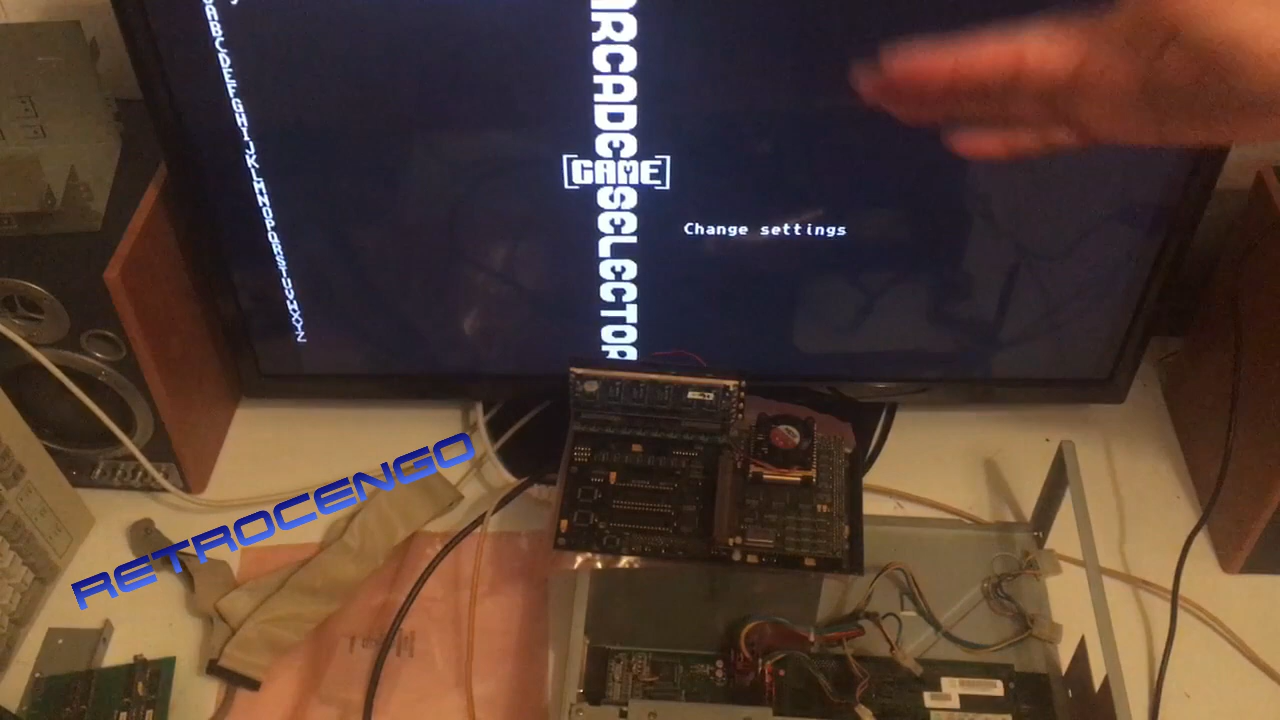 ARCADE
[GAME]
SELECTOR
Change settings
ABCDEFGHIJKLMNOPQRSTUVWXYZ
RETROCENGO